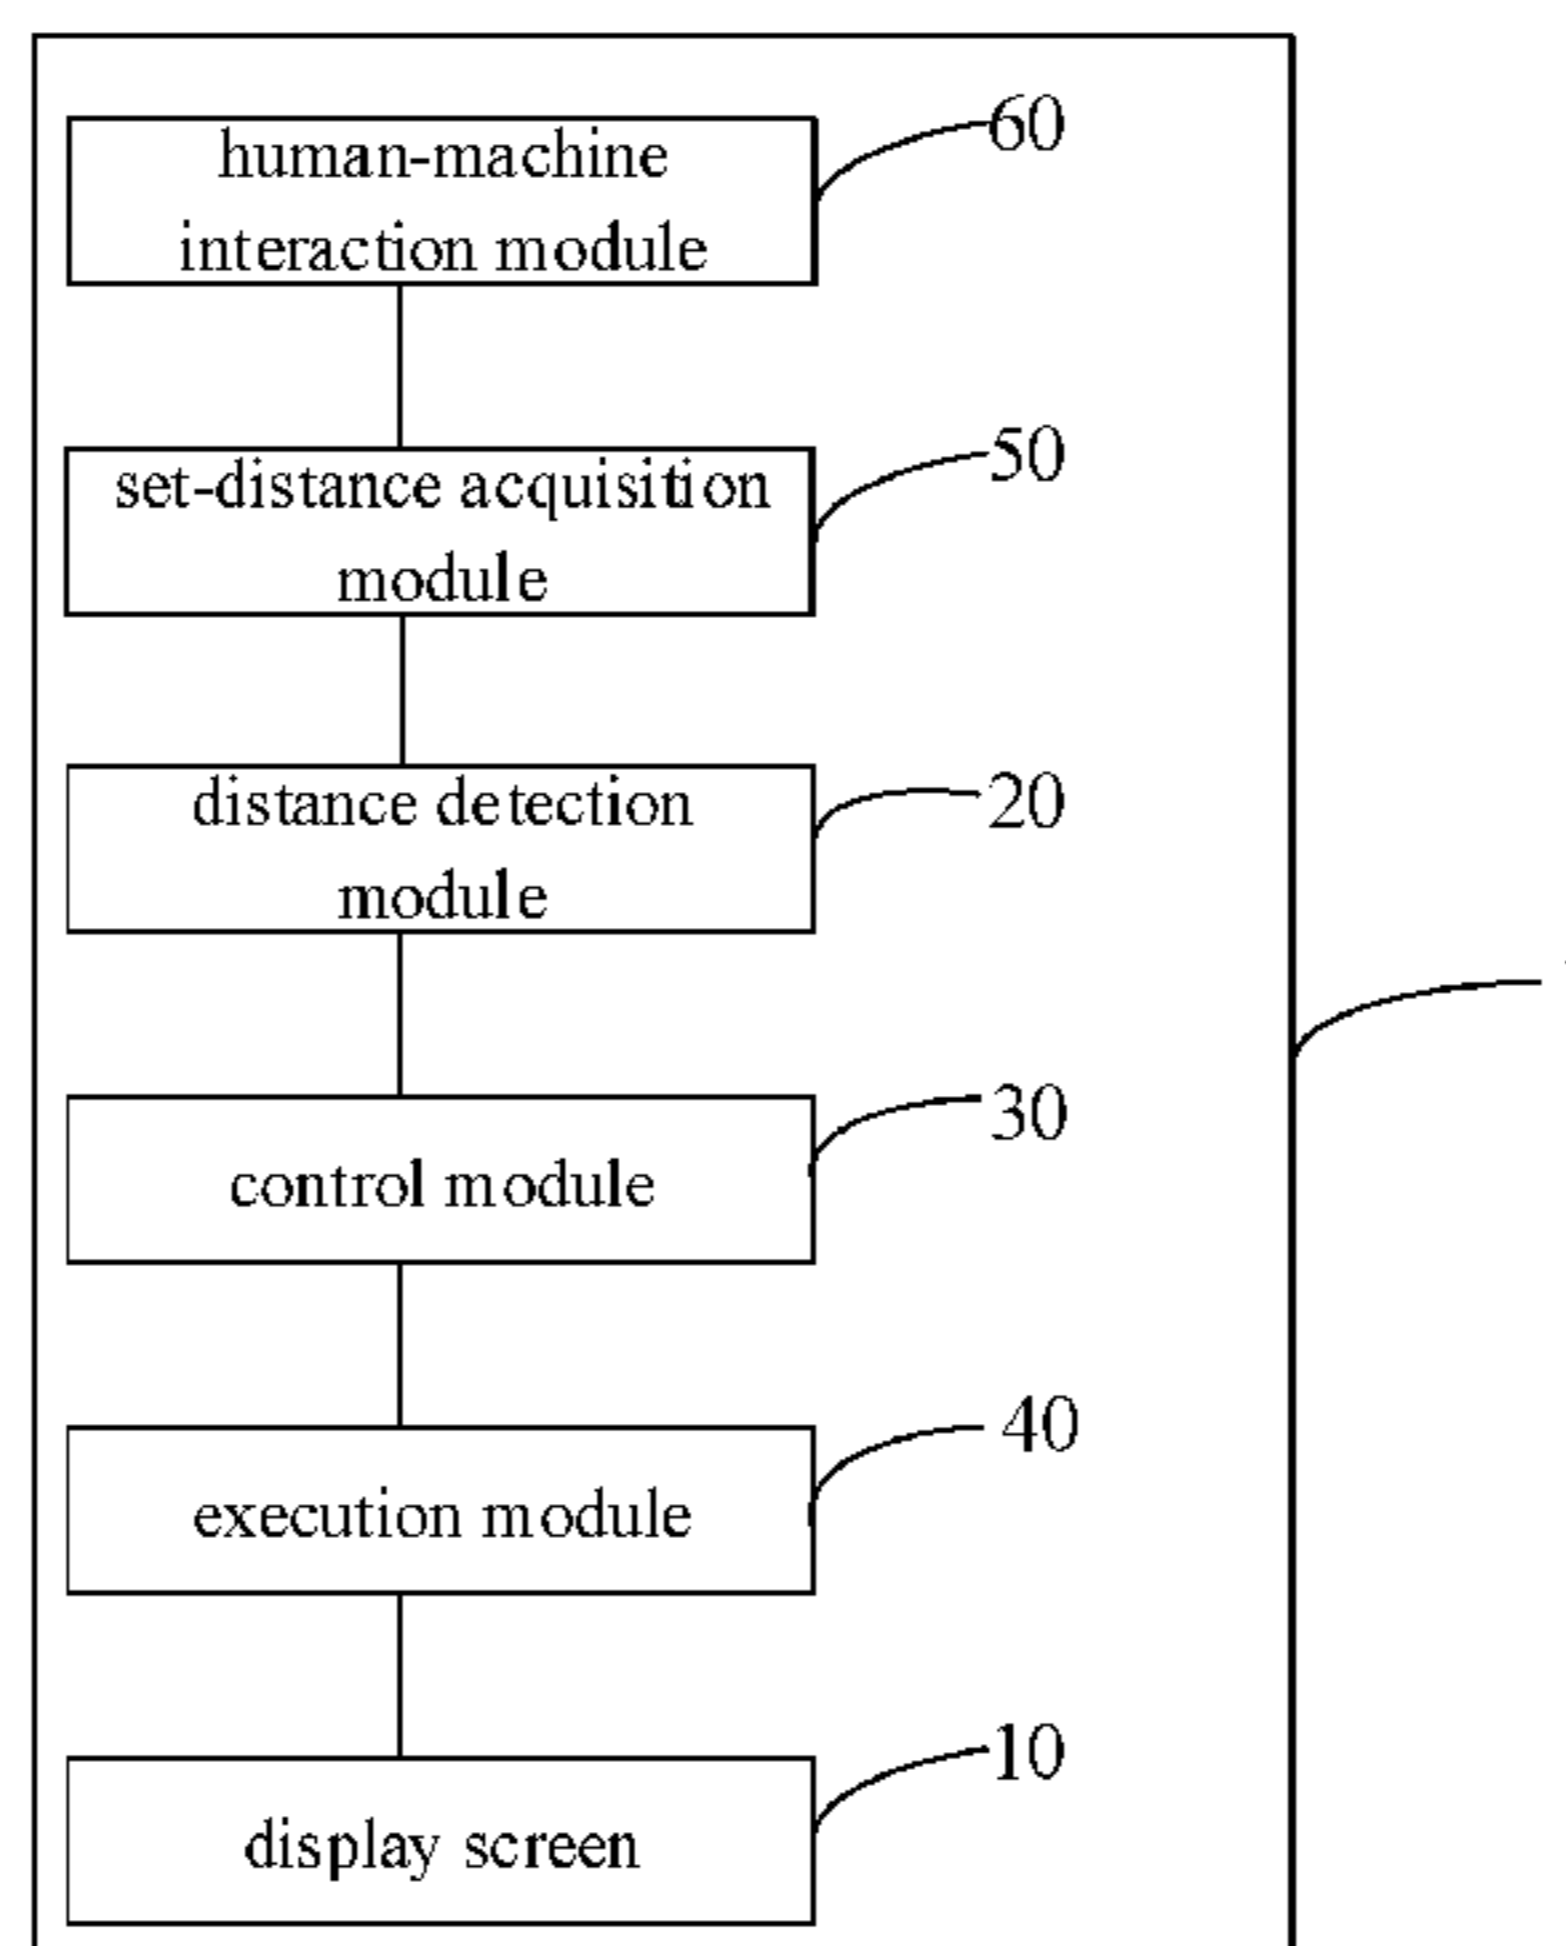 human-machine
interaction module
60
set-distance acquisition
module
50
distance detection
module
20
control module
30
execution module
40
display screen
10